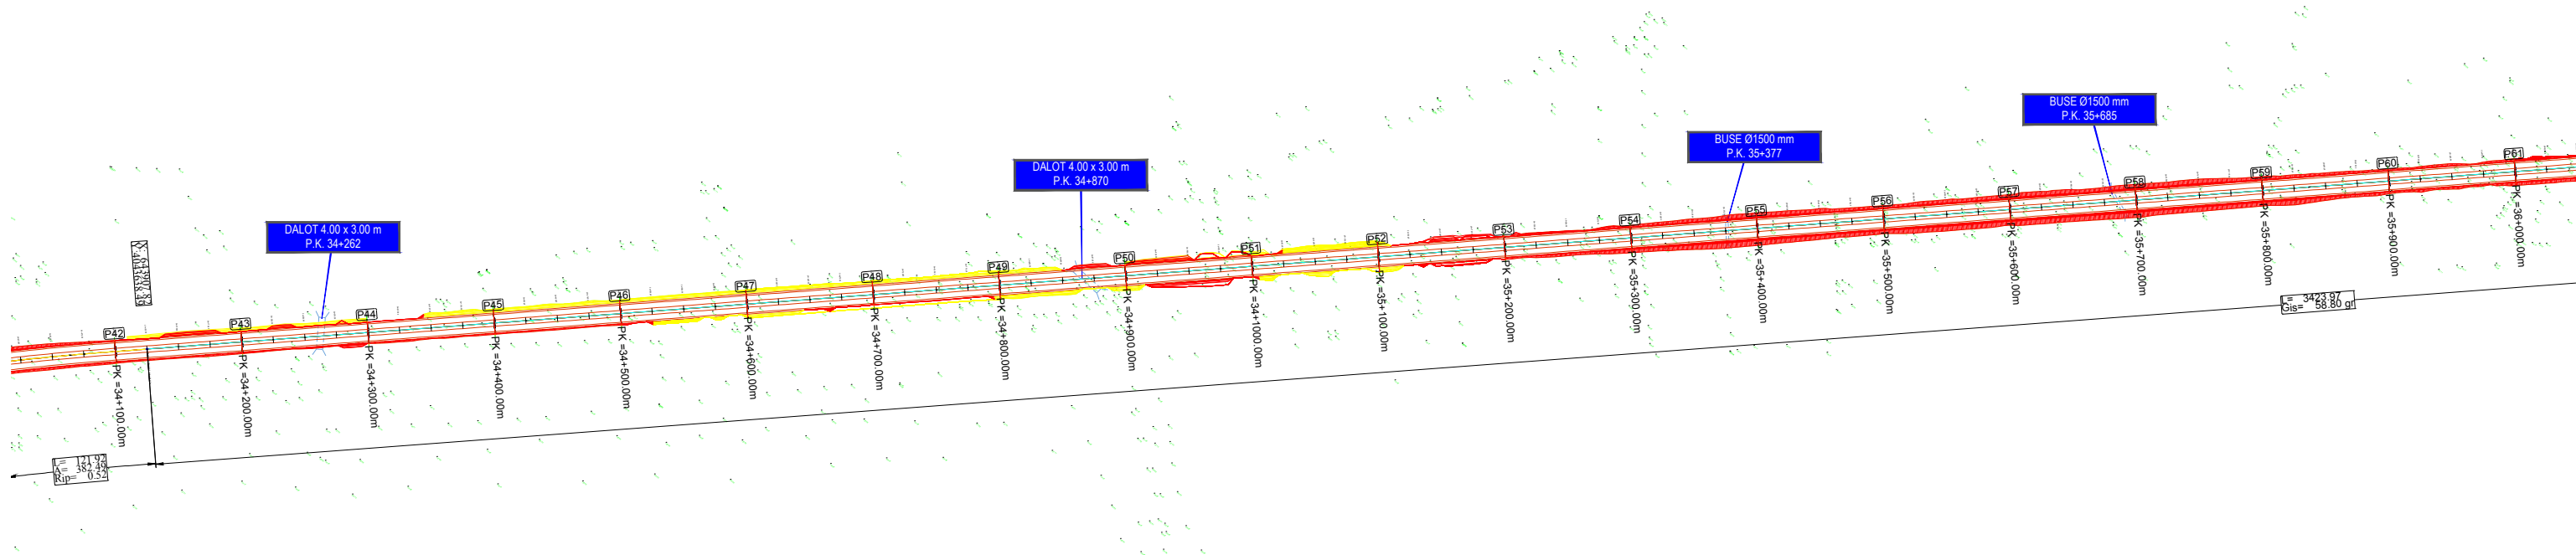 DALOT 4.00 x 3.00 m
P.K. 34+262
DALOT 4.00 x 3.00 m
P.K. 34+870
BUSE Ø1500 mm
P.K. 35+377
BUSE Ø1500 mm
P.K. 35+685
P42
P43
P44
P45
P46
P47
P48
P49
P50
P51
P52
P53
P54
P55
P56
P57
P58
P59
P60
P61
PK =34+100.00m
PK =34+200.00m
PK =34+300.00m
PK =34+400.00m
PK =34+500.00m
PK =34+600.00m
PK =34+700.00m
PK =34+800.00m
PK =34+900.00m
PK =34+1000.00m
PK =35+100.00m
PK =35+200.00m
PK =35+300.00m
PK =35+400.00m
PK =35+500.00m
PK =35+600.00m
PK =35+700.00m
PK =35+800.00m
PK =35+900.00m
PK =36+000.00m
L= 121.92
A= 382.49
Rip= 0.52
L= 3423.97
Gis= 58.80 gr